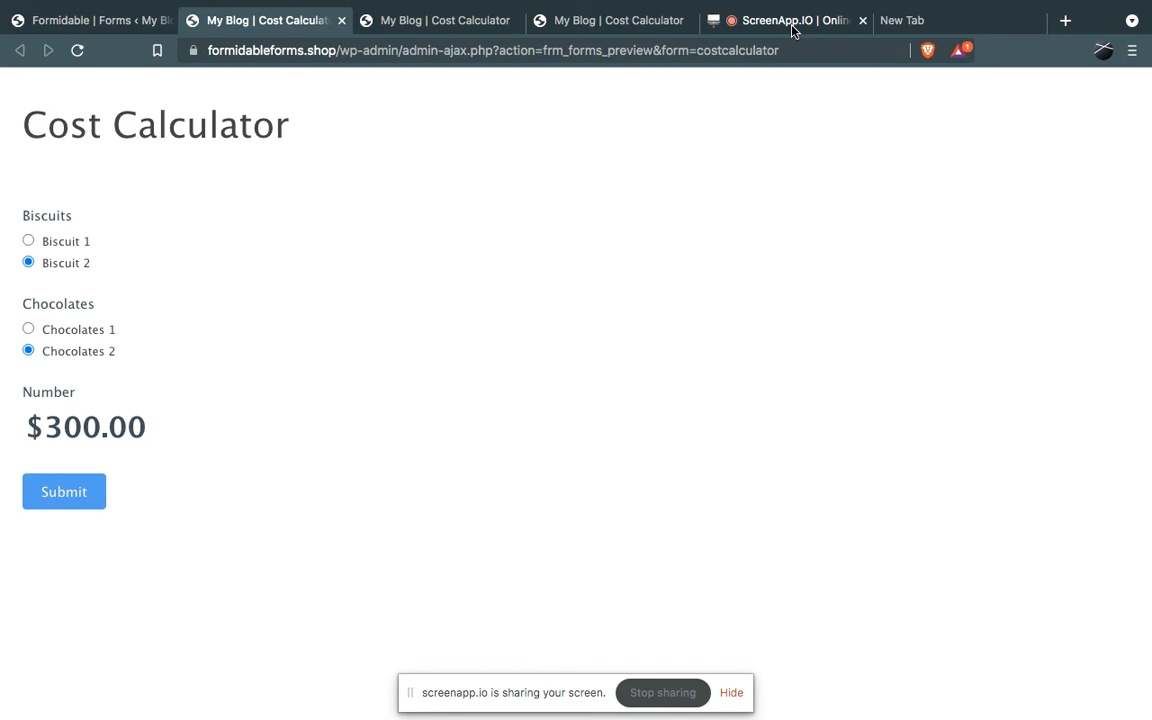 Formidable | Forms ‹ My Blo
My Blog | Cost Calculat
My Blog | Cost Calculator
My Blog | Cost Calculator
ScreenApp.IO | Onlin
New Tab
formidableforms.shop/wp-admin/admin-ajax.php?action=frm_forms_preview&form=costcalculator
1
Cost Calculator
Biscuits
Biscuit 1
Biscuit 2
Chocolates
Chocolates 1
Chocolates 2
Number
$300.00
Submit
screenapp.io is sharing your screen. Stop sharing Hide